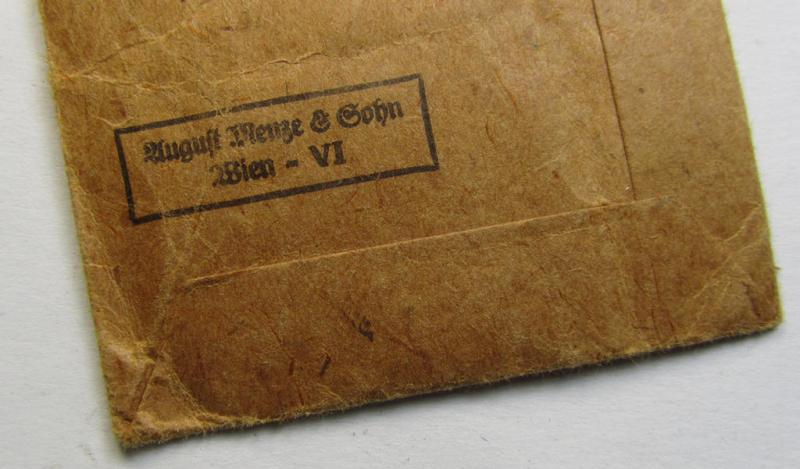 August Menze & Sohn
Wien - VI